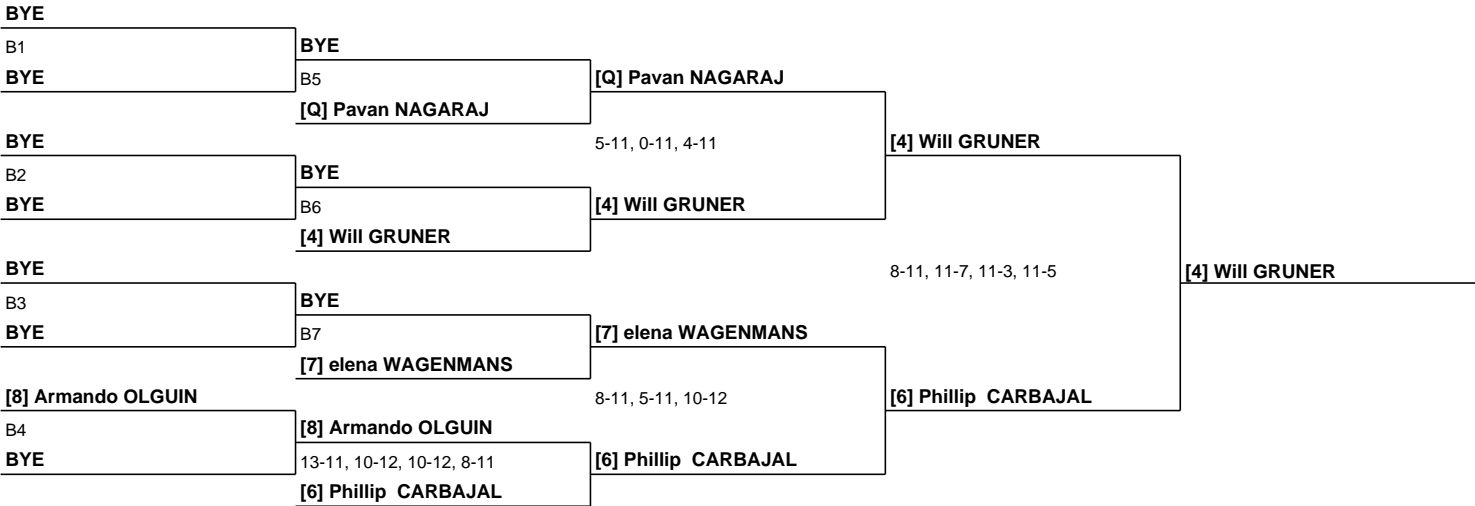 BYE
B1
BYE
BYE
B5
[Q] Pavan NAGARAJ
[Q] Pavan NAGARAJ
BYE
5-11, 0-11, 4-11
[4] Will GRUNER
B2
BYE
BYE
B6
[4] Will GRUNER
[4] Will GRUNER
BYE
8-11, 11-7, 11-3, 11-5
[4] Will GRUNER
B3
BYE
BYE
B7
[7] elena WAGENMANS
[7] elena WAGENMANS
[8] Armando OLGUIN
8-11, 5-11, 10-12
[6] Phillip  CARBAJAL
B4
[8] Armando OLGUIN
BYE
13-11, 10-12, 10-12, 8-11
[6] Phillip  CARBAJAL
[6] Phillip  CARBAJAL